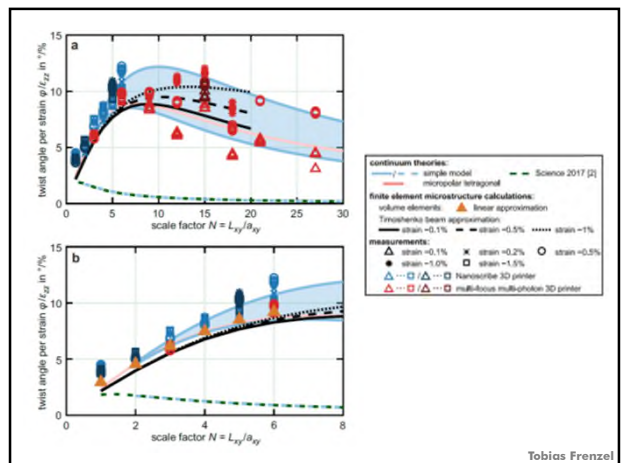 15
a
10
5
0
twist angle per strain φ/ε_zz in °/%
0 5 10 15 20 25 30
scale factor N = L_xy/a_xy
15
b
10
5
0
twist angle per strain φ/ε_zz in °/%
0 2 4 6 8
scale factor N = L_xy/a_xy
continuum theories:
simple model Science 2017 [2]
micropolar tetragonal
finite element microstructure calculations:
volume elements: linear approximation
Timoshenko beam approximation:
strain −0.1% strain −0.5% strain −1%
measurements:
strain −0.1% strain −0.2% strain −0.5%
strain −1.0% strain −1.5%
Nanoscribe 3D printer
multi-focus multi-photon 3D printer
Tobias Frenzel